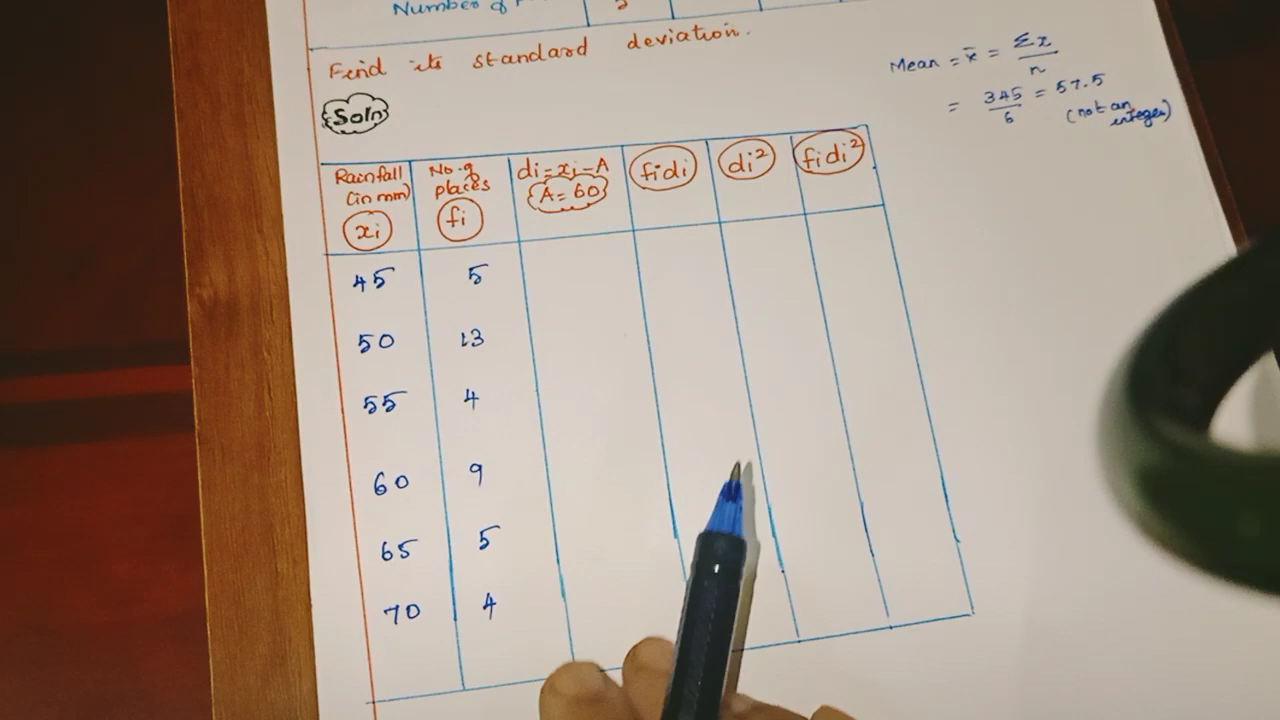 Number of
Find its standard deviation.
Mean = x̄ = Σx/n
= 345/6 = 57.5
(not an integer)
Soln
Rainfall (in mm) xi | No. of places fi | di = xi - A A = 60 | fidi | di² | fidi²
45 5
50 13
55 4
60 9
65 5
70 4